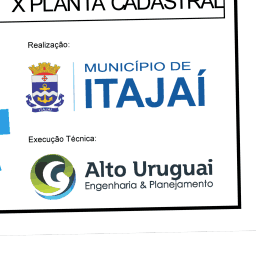 X PLANTA CADASTRAL
Realização:
MUNICÍPIO DE
ITAJAÍ
Execução Técnica:
Alto Uruguai
Engenharia & Planejamento